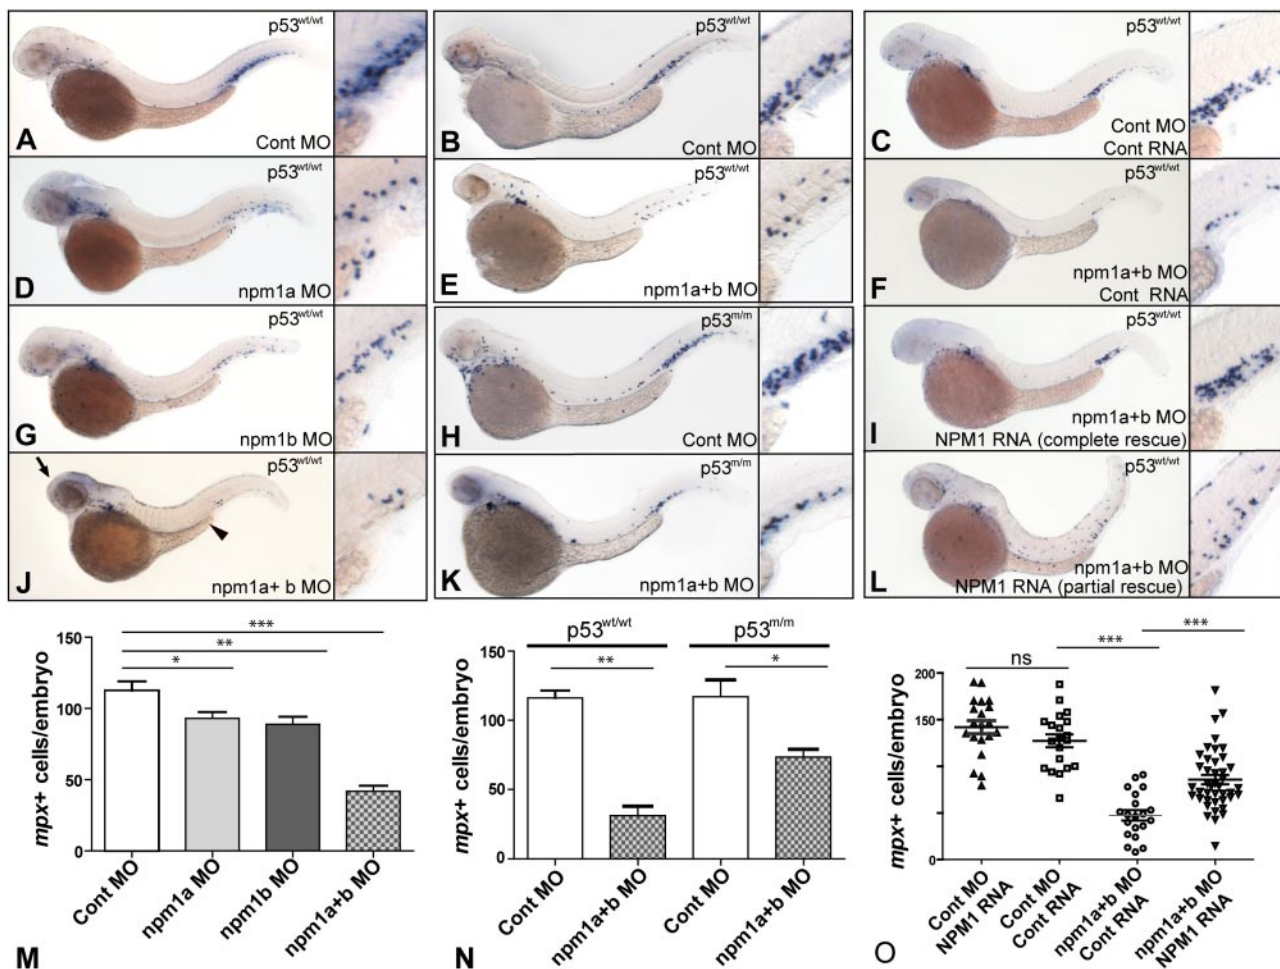 p53wt/wt
A
Cont MO
p53wt/wt
B
Cont MO
p53wt/wt
Cont MO
C
Cont RNA
p53wt/wt
D
npm1a MO
p53wt/wt
E
npm1a+b MO
p53wt/wt
npm1a+b MO
F
Cont RNA
p53wt/wt
G
npm1b MO
p53m/m
H
Cont MO
p53wt/wt
npm1a+b MO
I
NPM1 RNA (complete rescue)
p53wt/wt
J
npm1a+ b MO
p53m/m
K
npm1a+b MO
p53wt/wt
npm1a+b MO
L
NPM1 RNA (partial rescue)
***
**
*
mpx+ cells/embryo
150
100
50
0
Cont MO
npm1a MO
npm1b MO
npm1a+b MO
M
p53wt/wt
p53m/m
**
*
mpx+ cells/embryo
150
100
50
0
Cont MO
npm1a+b MO
Cont MO
npm1a+b MO
N
ns
***
***
mpx+ cells/embryo
200
150
0
Cont MO
NPM1 RNA
Cont MO
Cont RNA
npm1a+b MO
Cont RNA
npm1a+b MO
NPM1 RNA
O